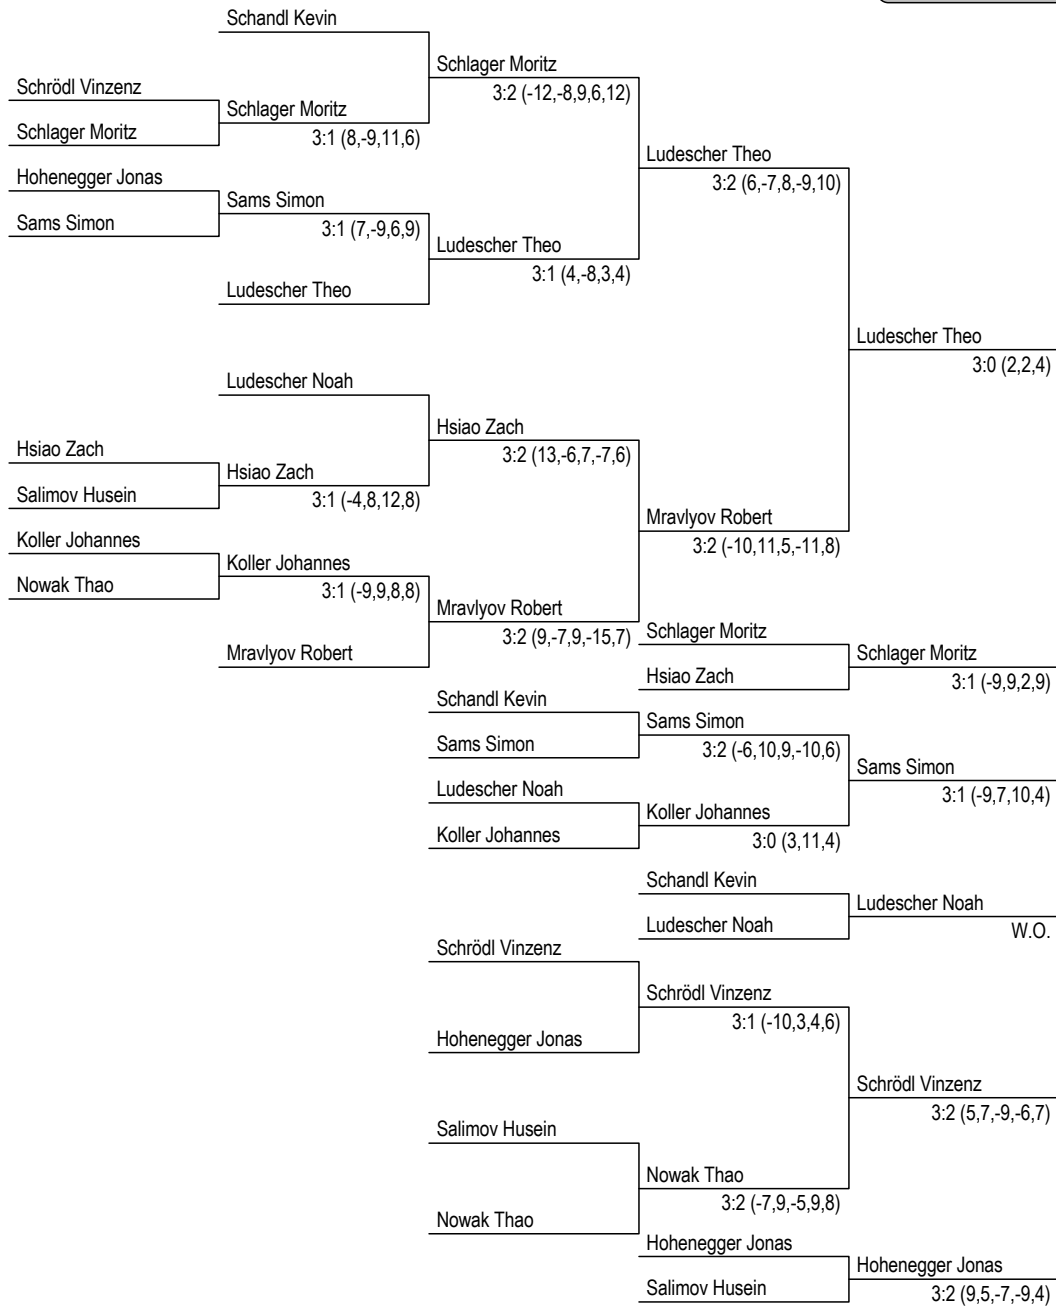 Schandl Kevin
Schlager Moritz
3:2 (-12,-8,9,6,12)
Schrödl Vinzenz
Schlager Moritz
Schlager Moritz
3:1 (8,-9,11,6)
Ludescher Theo
3:2 (6,-7,8,-9,10)
Hohenegger Jonas
Sams Simon
Sams Simon
3:1 (7,-9,6,9)
Ludescher Theo
3:1 (4,-8,3,4)
Ludescher Theo
Ludescher Theo
3:0 (2,2,4)
Ludescher Noah
Hsiao Zach
3:2 (13,-6,7,-7,6)
Hsiao Zach
Hsiao Zach
Salimov Husein
3:1 (-4,8,12,8)
Mravlyov Robert
3:2 (-10,11,5,-11,8)
Koller Johannes
Koller Johannes
Nowak Thao
3:1 (-9,9,8,8)
Mravlyov Robert
3:2 (9,-7,9,-15,7)
Mravlyov Robert
Schlager Moritz
Schlager Moritz
Hsiao Zach
3:1 (-9,9,2,9)
Schandl Kevin
Sams Simon
Sams Simon
3:2 (-6,10,9,-10,6)
Sams Simon
3:1 (-9,7,10,4)
Ludescher Noah
Koller Johannes
Koller Johannes
3:0 (3,11,4)
Schandl Kevin
Ludescher Noah
Ludescher Noah
W.O.
Schrödl Vinzenz
Schrödl Vinzenz
3:1 (-10,3,4,6)
Hohenegger Jonas
Schrödl Vinzenz
3:2 (5,7,-9,-6,7)
Salimov Husein
Nowak Thao
3:2 (-7,9,-5,9,8)
Nowak Thao
Hohenegger Jonas
Hohenegger Jonas
Salimov Husein
3:2 (9,5,-7,-9,4)